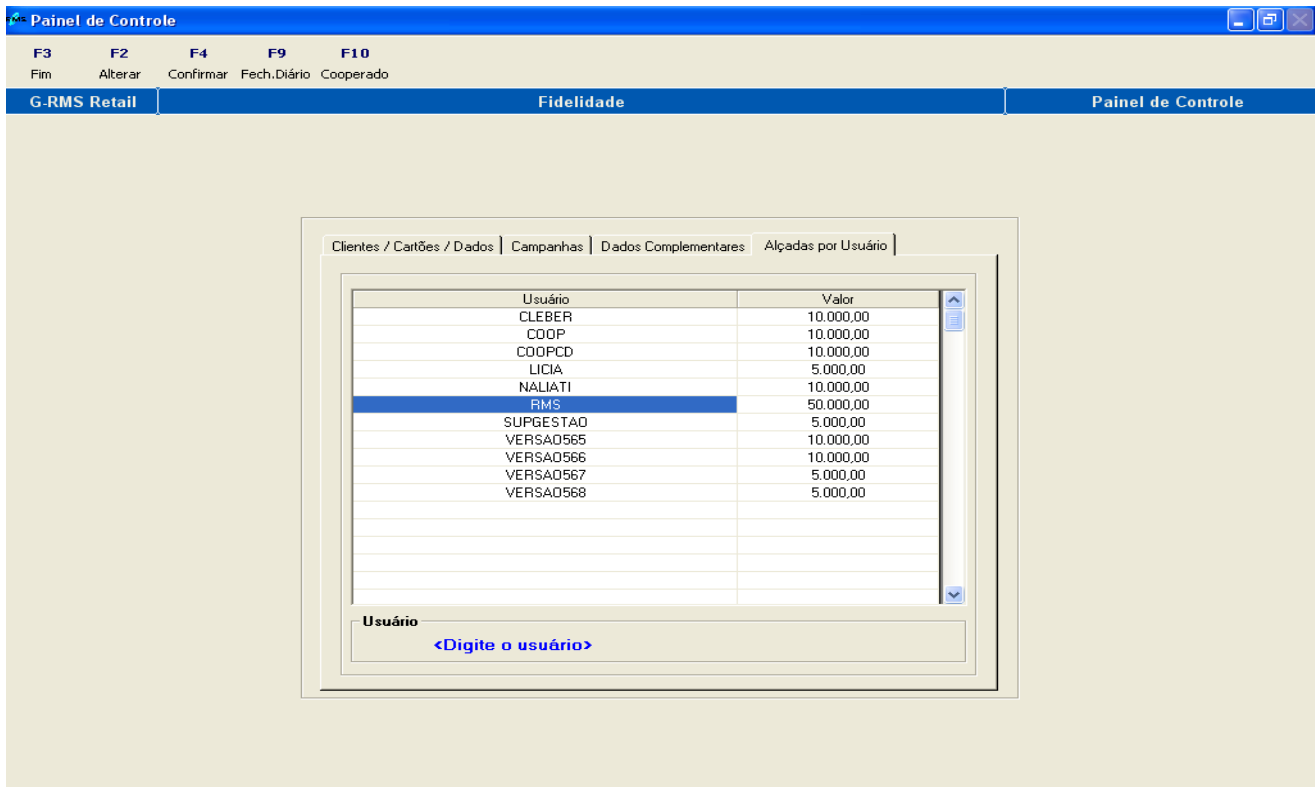 RMS Painel de Controle
F3 F2 F4 F9 F10
Fim Alterar Confirmar Fech.Diário Cooperado
G-RMS Retail Fidelidade Painel de Controle
Clientes / Cartões / Dados Campanhas Dados Complementares Alçadas por Usuário
Usuário Valor
CLEBER 10.000,00
COOP 10.000,00
COOPCD 10.000,00
LICIA 5.000,00
NALIATI 10.000,00
RMS 50.000,00
SUPGESTAO 5.000,00
VERSAO565 10.000,00
VERSAO566 10.000,00
VERSAO567 5.000,00
VERSAO568 5.000,00
Usuário
<Digite o usuário>